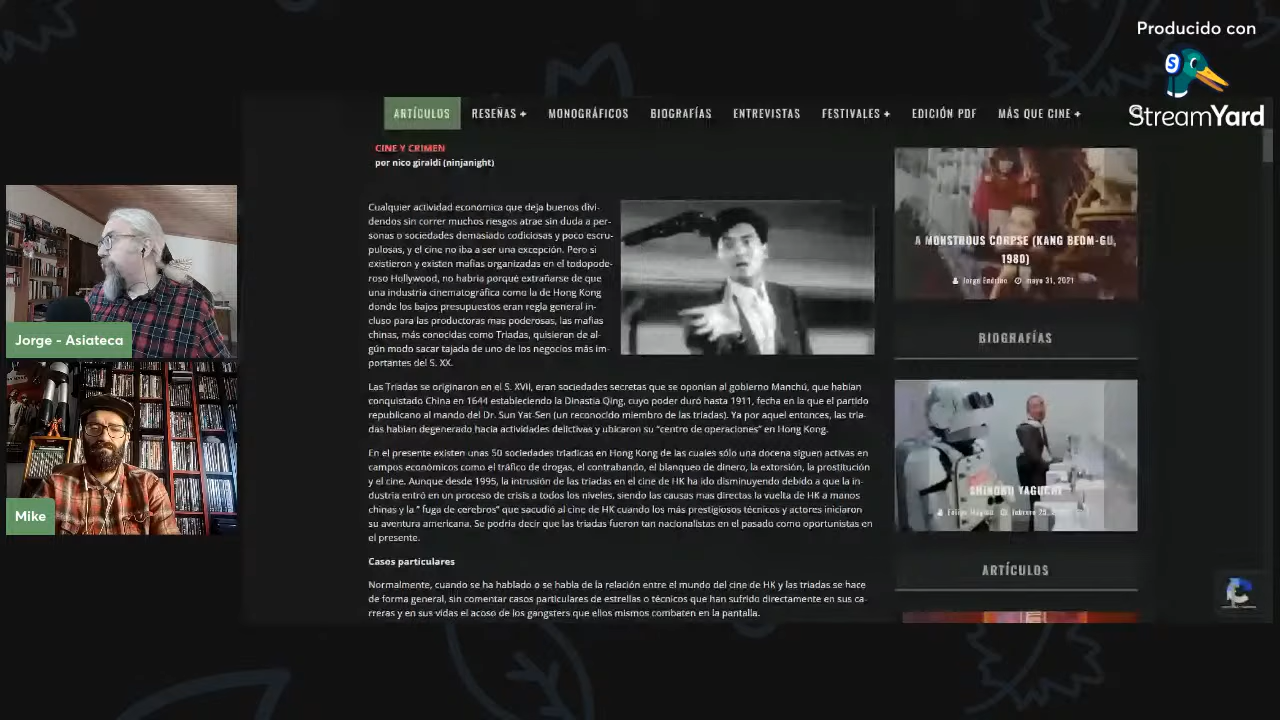 Producido con
StreamYard
ARTÍCULOS RESEÑAS + MONOGRÁFICOS BIOGRAFÍAS ENTREVISTAS FESTIVALES + EDICIÓN PDF MÁS QUE CINE +
CINE Y CRIMEN
por nico giraldi (ninjanight)
Cualquier actividad económica que deja buenos divi-
dendos sin correr muchos riesgos atrae sin duda a per-
sonas o sociedades demasiado codiciosas y poco escru-
pulosas, y el cine no iba a ser una excepción. Pero si
existieron y existen mafias organizadas en el todopode-
roso Hollywood, no habría porqué extrañarse de que
una industria cinematográfica como la de Hong Kong
donde los bajos presupuestos eran regla general in-
cluso para las productoras mas poderosas, las mafias
chinas, más conocidas como Triadas, quisieran de al-
gún modo sacar tajada de uno de los negocios más im-
portantes del S. XX.
Las Triadas se originaron en el S. XVII, eran sociedades secretas que se oponían al gobierno Manchú, que habían
conquistado China en 1644 estableciendo la Dinastía Qing, cuyo poder duró hasta 1911, fecha en la que el partido
republicano al mando del Dr. Sun Yat Sen (un reconocido miembro de las triadas). Ya por aquel entonces, las tria-
das habían degenerado hacia actividades delictivas y ubicaron su "centro de operaciones" en Hong Kong.
En el presente existen unas 50 sociedades triadicas en Hong Kong de las cuales sólo una docena siguen activas en
campos económicos como el tráfico de drogas, el contrabando, el blanqueo de dinero, la extorsión, la prostitución
y el cine. Aunque desde 1995, la intrusión de las triadas en el cine de HK ha ido disminuyendo debido a que la in-
dustria entró en un proceso de crisis a todos los niveles, siendo las causas mas directas la vuelta de HK a manos
chinas y la " fuga de cerebros" que sacudió al cine de HK cuando los más prestigiosos técnicos y actores iniciaron
su aventura americana. Se podría decir que las triadas fueron tan nacionalistas en el pasado como oportunistas en
el presente.
Casos particulares
Normalmente, cuando se ha hablado o se habla de la relación entre el mundo del cine de HK y las triadas se hace
de forma general, sin comentar casos particulares de estrellas o técnicos que han sufrido directamente en sus ca-
rreras y en sus vidas el acoso de los gangsters que ellos mismos combaten en la pantalla.
A MONSTROUS CORPSE (KANG BEOM-GU,
1980)
Jorge Endrino mayo 31, 2021
BIOGRAFÍAS
SHINOBU YAGUCHI
febrero
ARTÍCULOS
Jorge - Asiateca
Mike